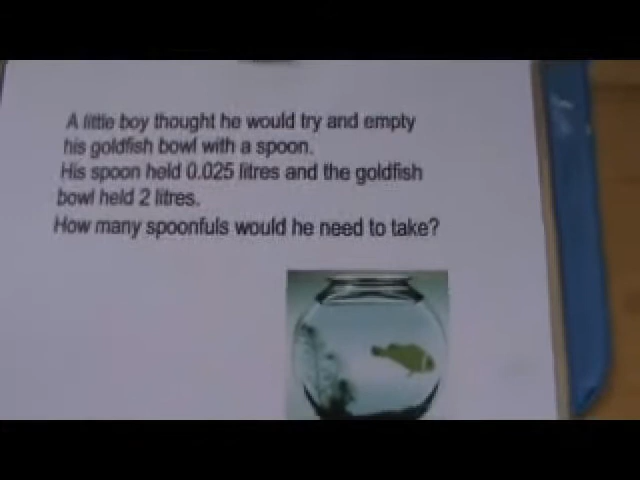 A little boy thought he would try and empty
his goldfish bowl with a spoon.
His spoon held 0.025 litres and the goldfish
bowl held 2 litres.
How many spoonfuls would he need to take?